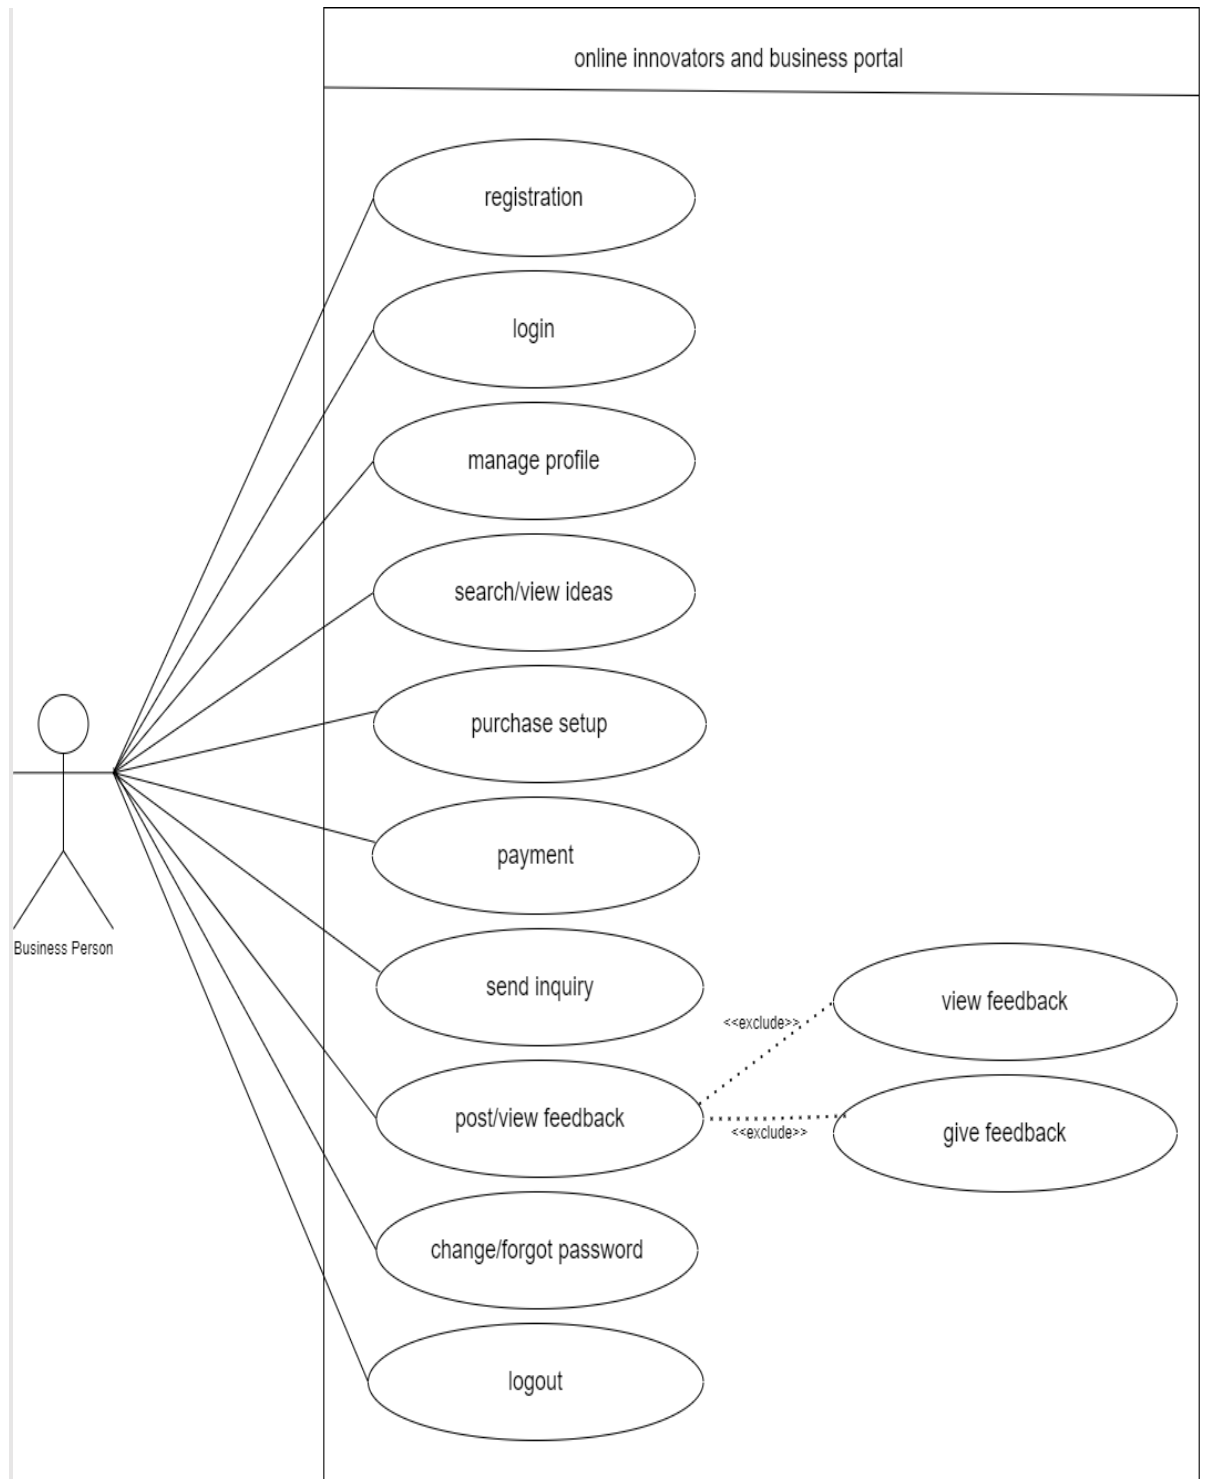 online innovators and business portal
registration
login
manage profile
search/view ideas
purchase setup
payment
Business Person
send inquiry
view feedback
<<exclude>>
post/view feedback
give feedback
<<exclude>>
change/forgot password
logout